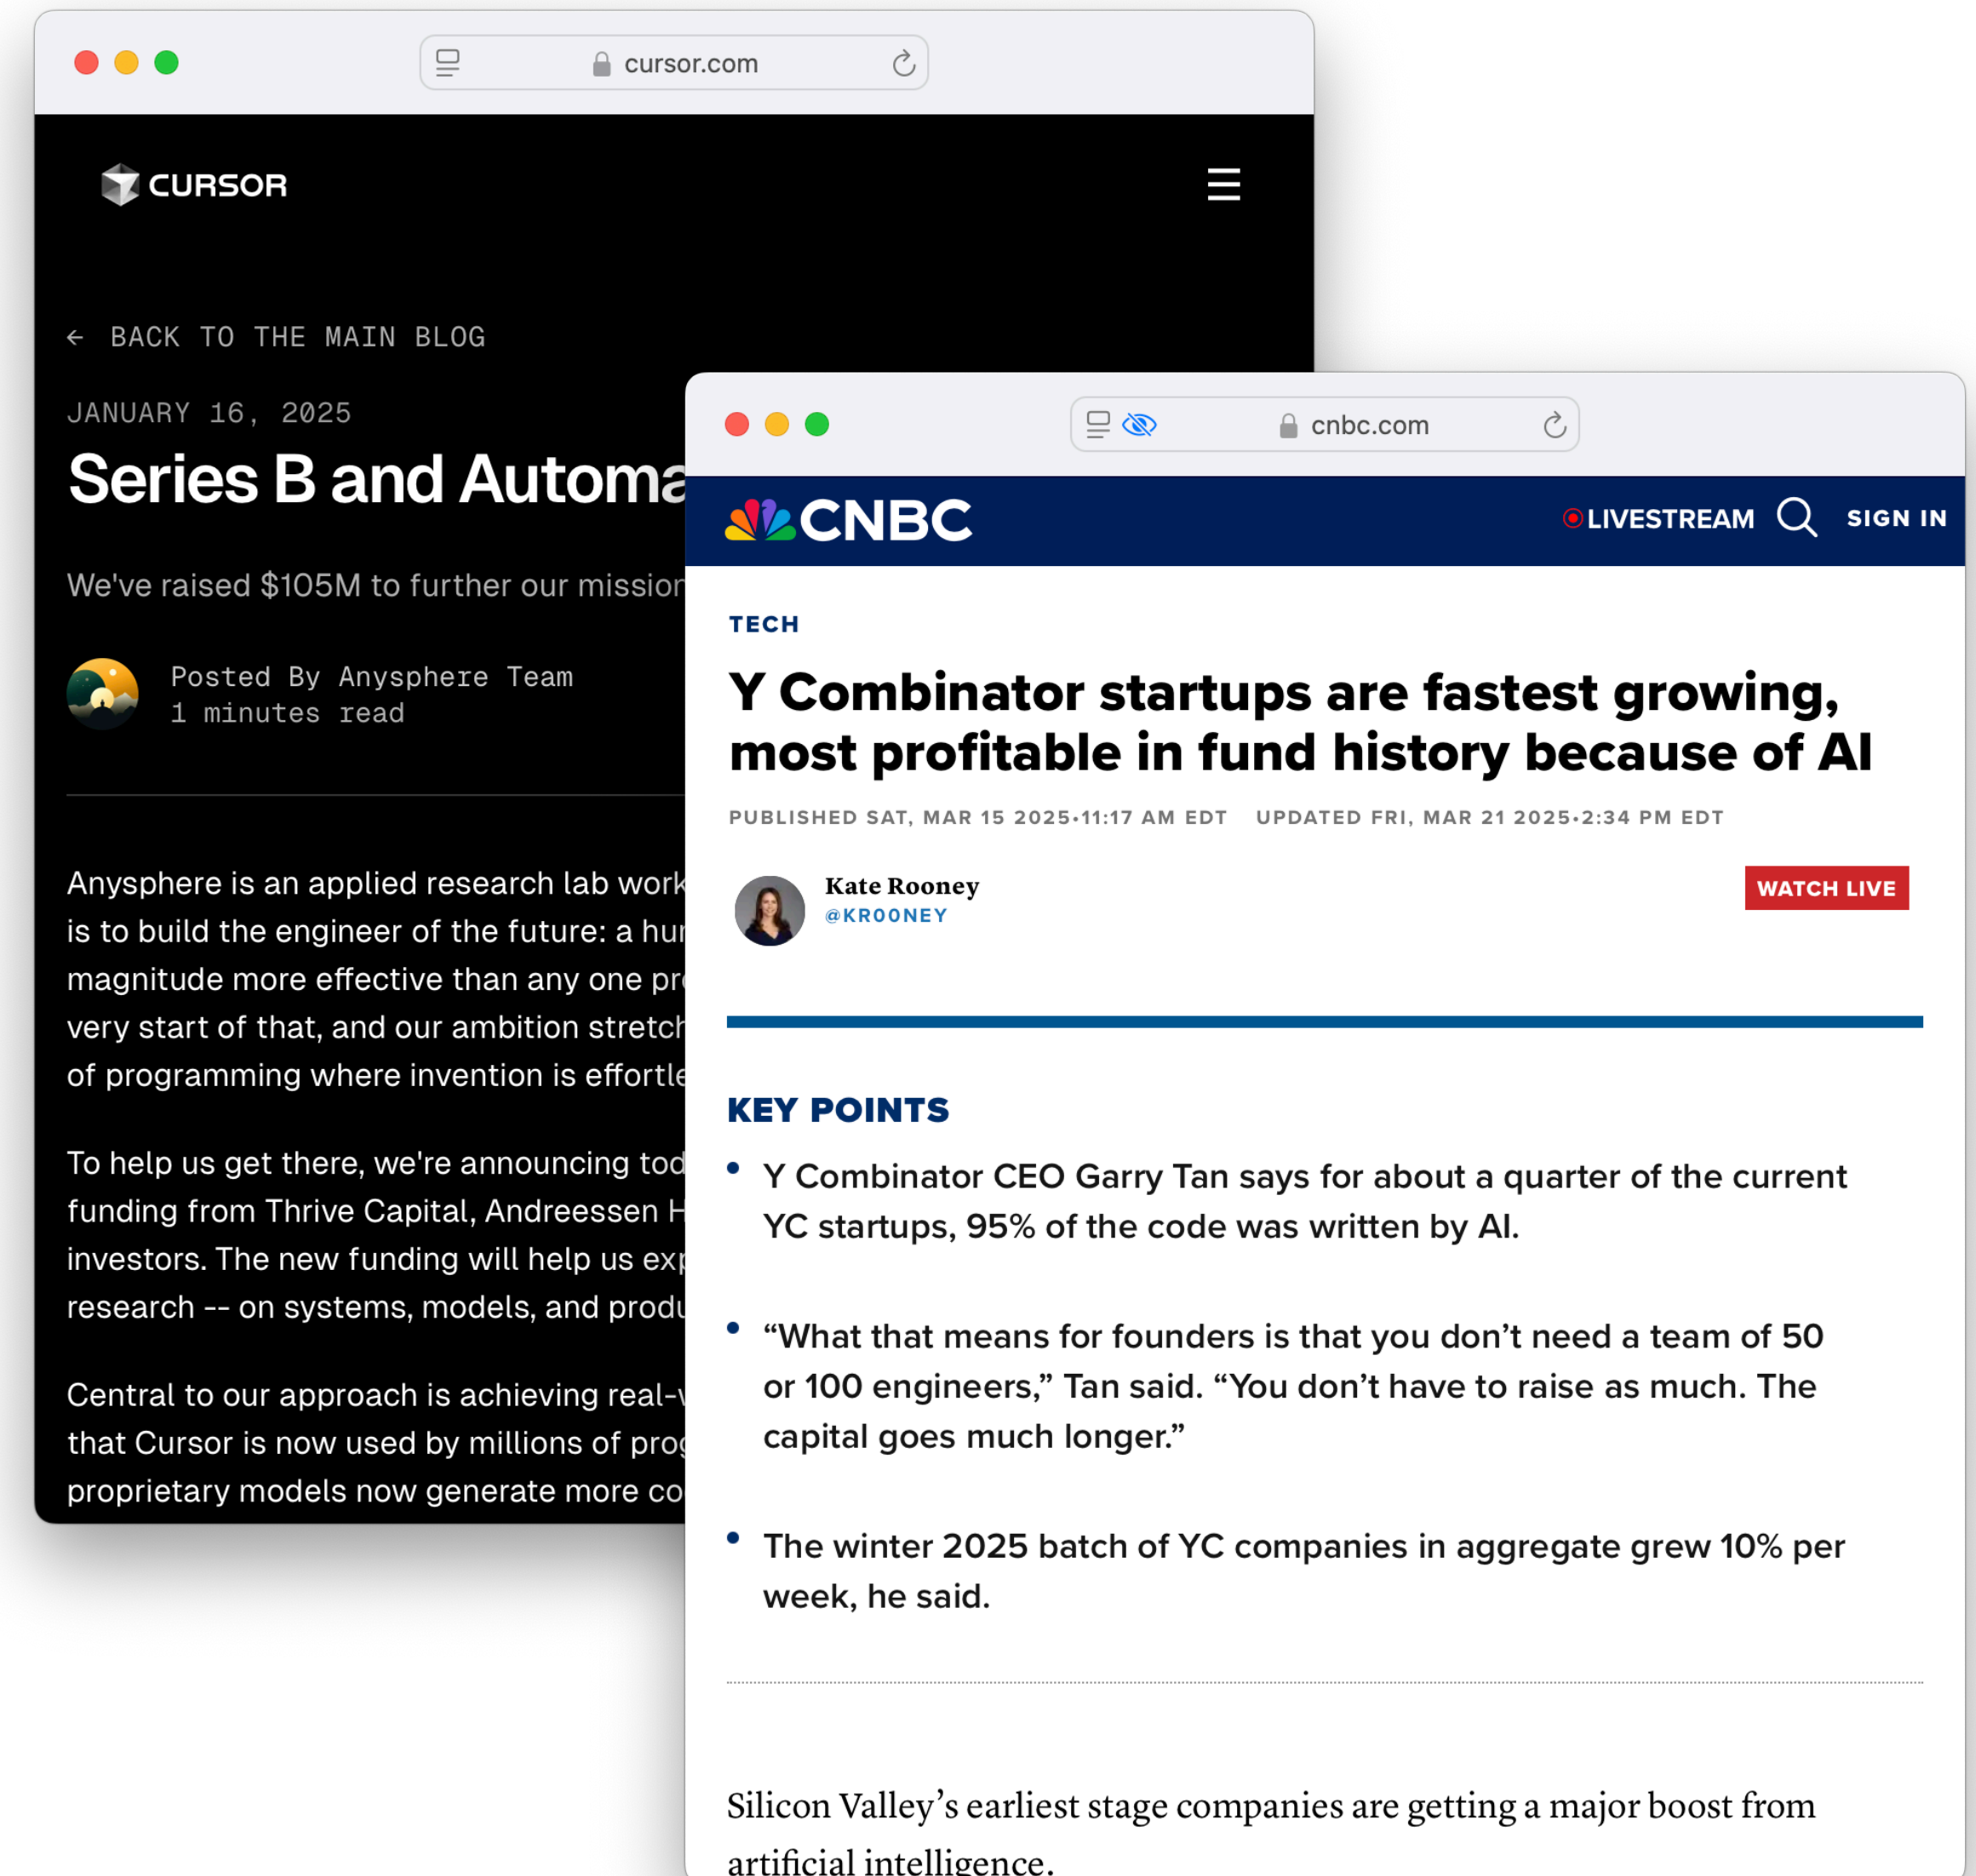 cursor.com
CURSOR
← BACK TO THE MAIN BLOG
JANUARY 16, 2025
Series B and Automa
We've raised $105M to further our mission
Posted By Anysphere Team
1 minutes read
Anysphere is an applied research lab work
is to build the engineer of the future: a hu
magnitude more effective than any one pr
very start of that, and our ambition stretch
of programming where invention is effortle
To help us get there, we're announcing tod
funding from Thrive Capital, Andreessen H
investors. The new funding will help us exp
research -- on systems, models, and produ
Central to our approach is achieving real-w
that Cursor is now used by millions of prog
proprietary models now generate more co
cnbc.com
CNBC
LIVESTREAM
SIGN IN
TECH
Y Combinator startups are fastest growing,
most profitable in fund history because of AI
PUBLISHED SAT, MAR 15 2025•11:17 AM EDT UPDATED FRI, MAR 21 2025•2:34 PM EDT
Kate Rooney
@KR00NEY
WATCH LIVE
KEY POINTS
• Y Combinator CEO Garry Tan says for about a quarter of the current
YC startups, 95% of the code was written by AI.
• “What that means for founders is that you don’t need a team of 50
or 100 engineers,” Tan said. “You don’t have to raise as much. The
capital goes much longer.”
• The winter 2025 batch of YC companies in aggregate grew 10% per
week, he said.
Silicon Valley’s earliest stage companies are getting a major boost from
artificial intelligence.